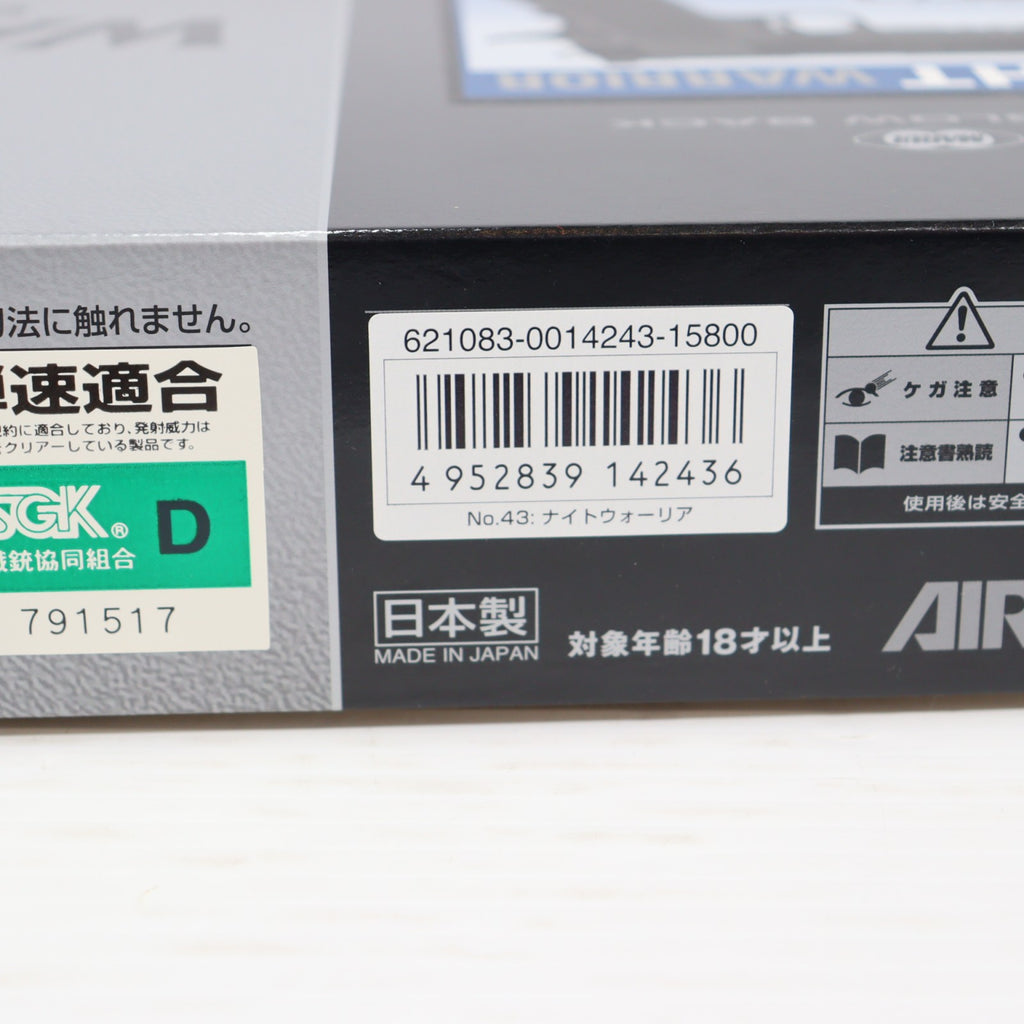 WARRIOR
BLOW BACK
法に触れません。
速適合
約に適合しており、発射威力は
クリアーしている製品です。
SGK® D
銃協同組合
791517
621083-0014243-15800
4 952839 142436
No.43: ナイトウォーリア
日本製
MADE IN JAPAN
対象年齢18才以上
ケガ注意
注意書熟読
使用後は安全
AIR